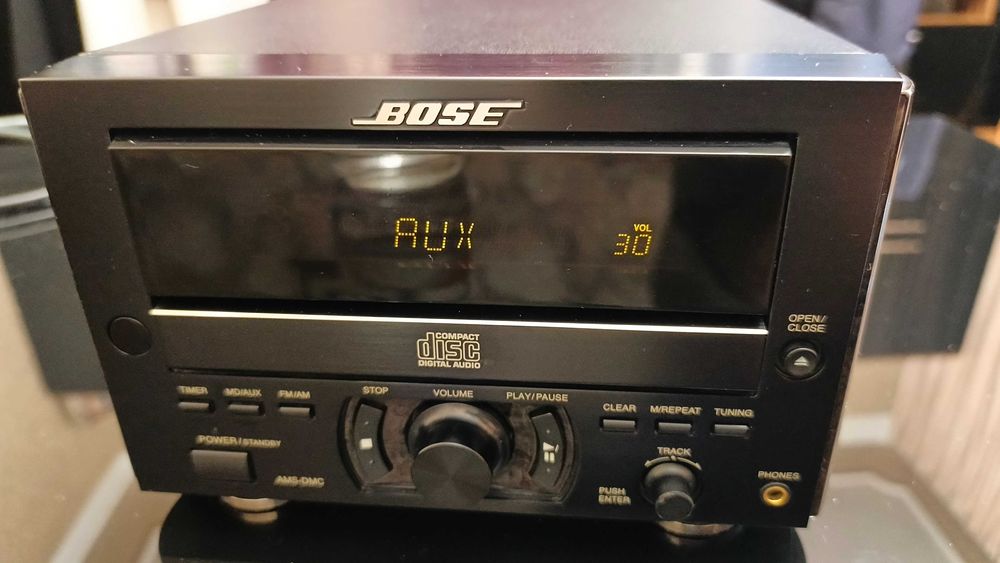 BOSE
AUX
VOL
30
COMPACT
disc
DIGITAL AUDIO
OPEN/
CLOSE
TIMER MD/AUX FM/AM
STOP VOLUME PLAY/PAUSE
CLEAR M/REPEAT TUNING
POWER/STANDBY
AMS-DMC
TRACK
PUSH
ENTER
PHONES